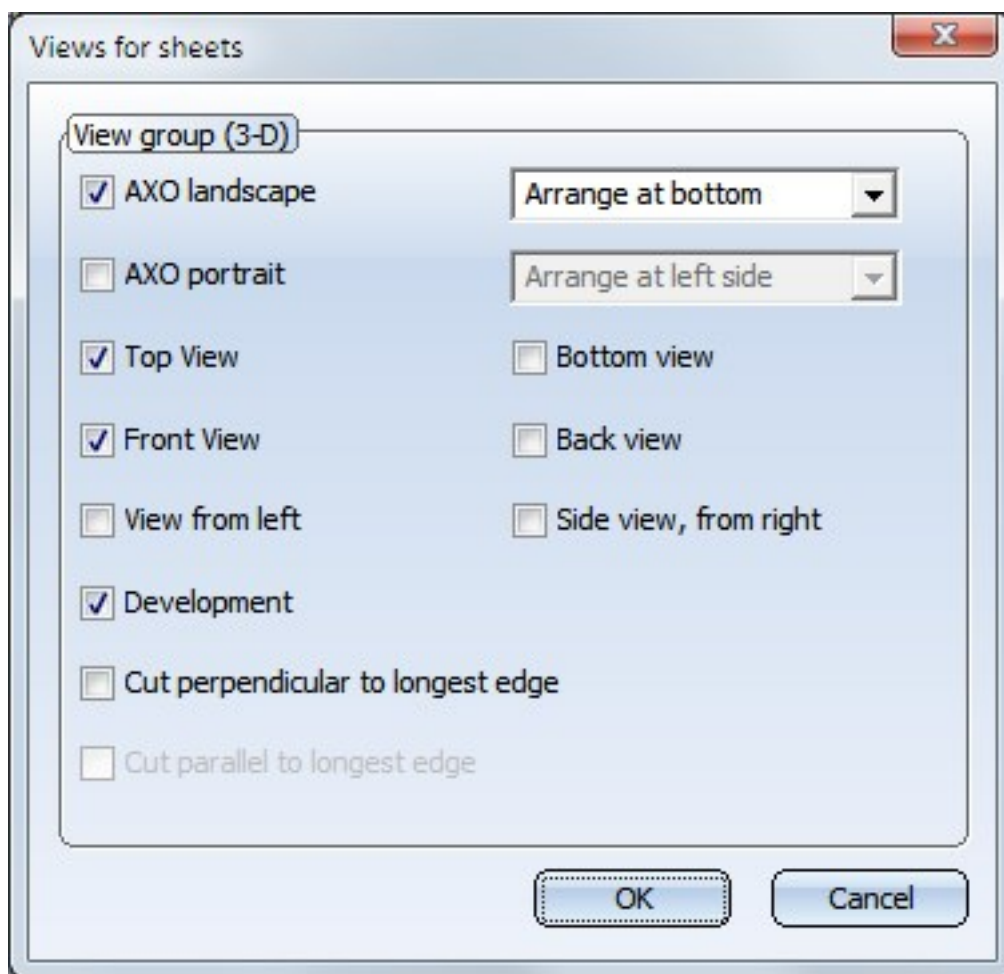 Views for sheets
View group (3-D)
AXO landscape
Arrange at bottom
AXO portrait
Arrange at left side
Top View
Bottom view
Front View
Back view
View from left
Side view, from right
Development
Cut perpendicular to longest edge
Cut parallel to longest edge
OK
Cancel